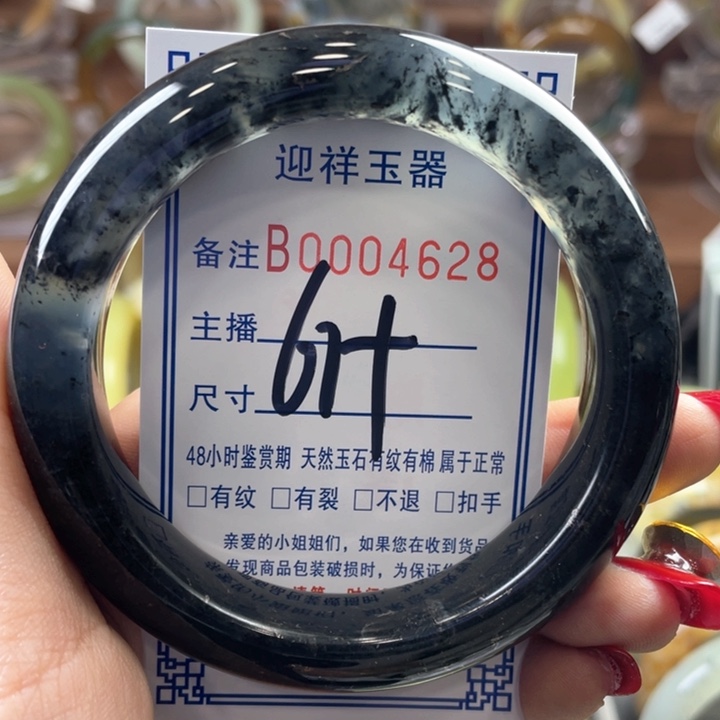 迎祥玉器
备注B0004628
主播
尺寸
48小时鉴赏期 天然玉石有纹有棉 属于正常
□有纹 □有裂 □不退 □扣手
亲爱的小姐姐们，如果您在收到货品
发现商品包装破损时，为保证